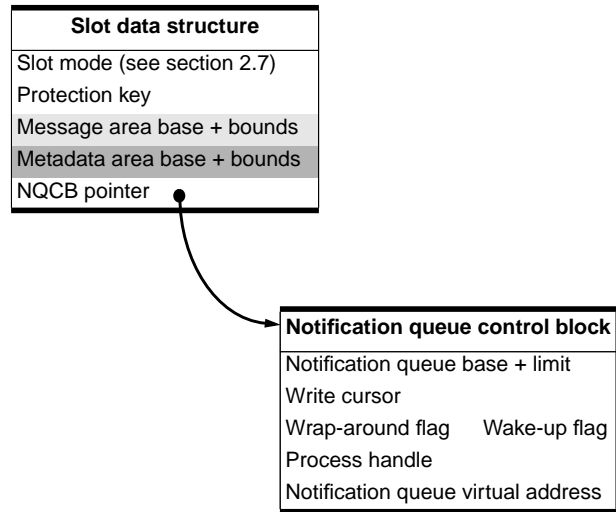 Slot data structure
Slot mode (see section 2.7)
Protection key
Message area base + bounds
Metadata area base + bounds
NQCB pointer
Notification queue control block
Notification queue base + limit
Write cursor
Wrap-around flag Wake-up flag
Process handle
Notification queue virtual address